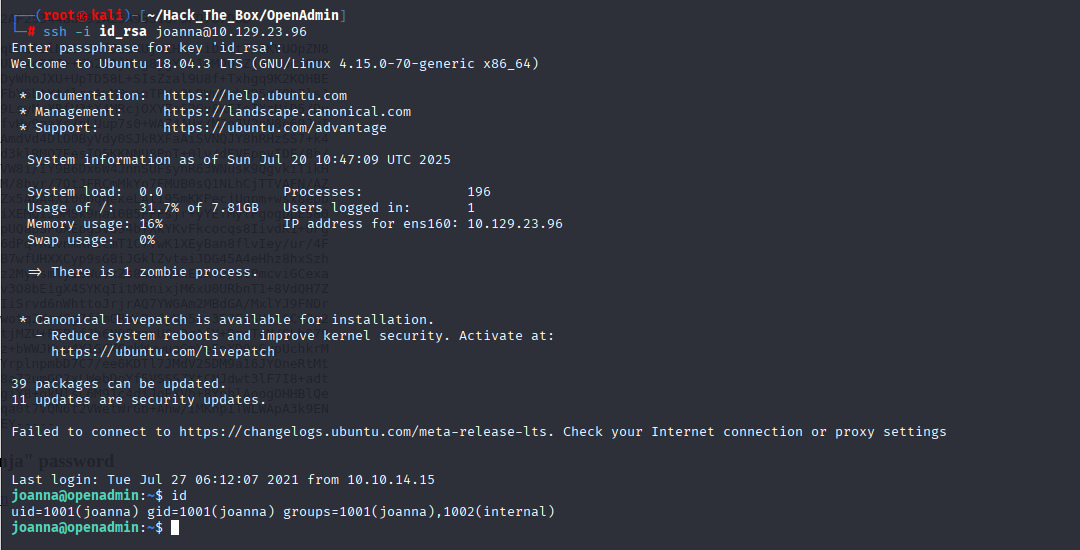 ┌──(root㉿kali)-[~/Hack_The_Box/OpenAdmin]
└─# ssh -i id_rsa joanna@10.129.23.96
Enter passphrase for key 'id_rsa':
Welcome to Ubuntu 18.04.3 LTS (GNU/Linux 4.15.0-70-generic x86_64)
* Documentation:  https://help.ubuntu.com
* Management:     https://landscape.canonical.com
* Support:        https://ubuntu.com/advantage
System information as of Sun Jul 20 10:47:09 UTC 2025
System load:  0.0               Processes:             196
Usage of /:   31.7% of 7.81GB   Users logged in:       1
Memory usage: 16%               IP address for ens160: 10.129.23.96
Swap usage:   0%
=> There is 1 zombie process.
* Canonical Livepatch is available for installation.
- Reduce system reboots and improve kernel security. Activate at:
https://ubuntu.com/livepatch
39 packages can be updated.
11 updates are security updates.
Failed to connect to https://changelogs.ubuntu.com/meta-release-lts. Check your Internet connection or proxy settings
password
Last login: Tue Jul 27 06:12:07 2021 from 10.10.14.15
joanna@openadmin:~$ id
uid=1001(joanna) gid=1001(joanna) groups=1001(joanna),1002(internal)
joanna@openadmin:~$